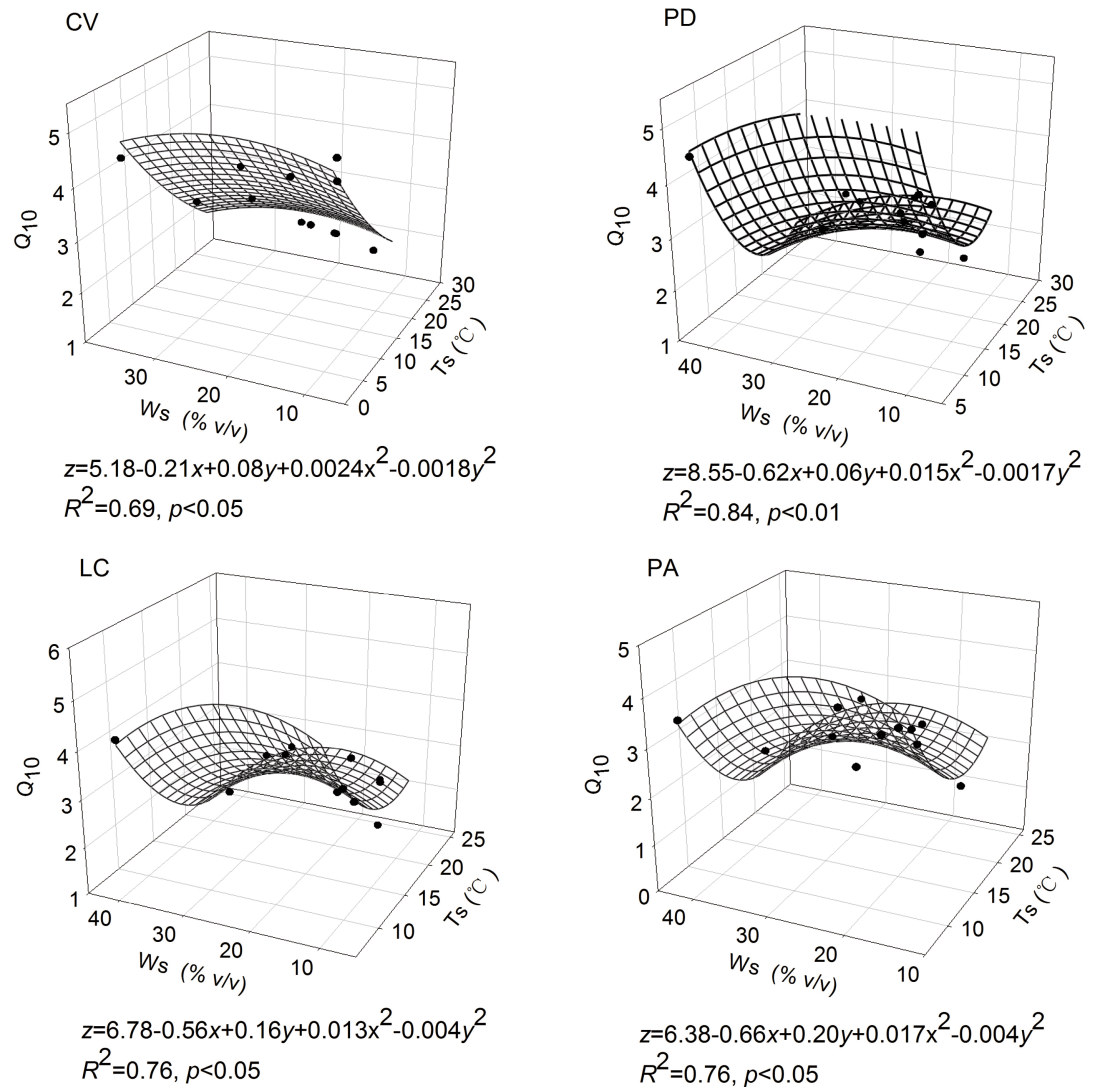 CV
5
4
3
2
1
Q10
30
20
10
Ws (% v/v)
0
5
10
15
20
25
30
Ts (℃)
z=5.18-0.21x+0.08y+0.0024x²-0.0018y²
R²=0.69, p<0.05
PD
5
4
3
2
1
Q10
40
30
20
10
Ws (% v/v)
5
10
15
20
25
30
Ts (℃)
z=8.55-0.62x+0.06y+0.015x²-0.0017y²
R²=0.84, p<0.01
LC
6
5
4
3
2
1
Q10
40
30
20
10
Ws (% v/v)
10
15
20
25
Ts (℃)
z=6.78-0.56x+0.16y+0.013x²-0.004y²
R²=0.76, p<0.05
PA
5
4
3
2
1
0
Q10
40
30
20
10
Ws (% v/v)
10
15
20
25
Ts (℃)
z=6.38-0.66x+0.20y+0.017x²-0.004y²
R²=0.76, p<0.05